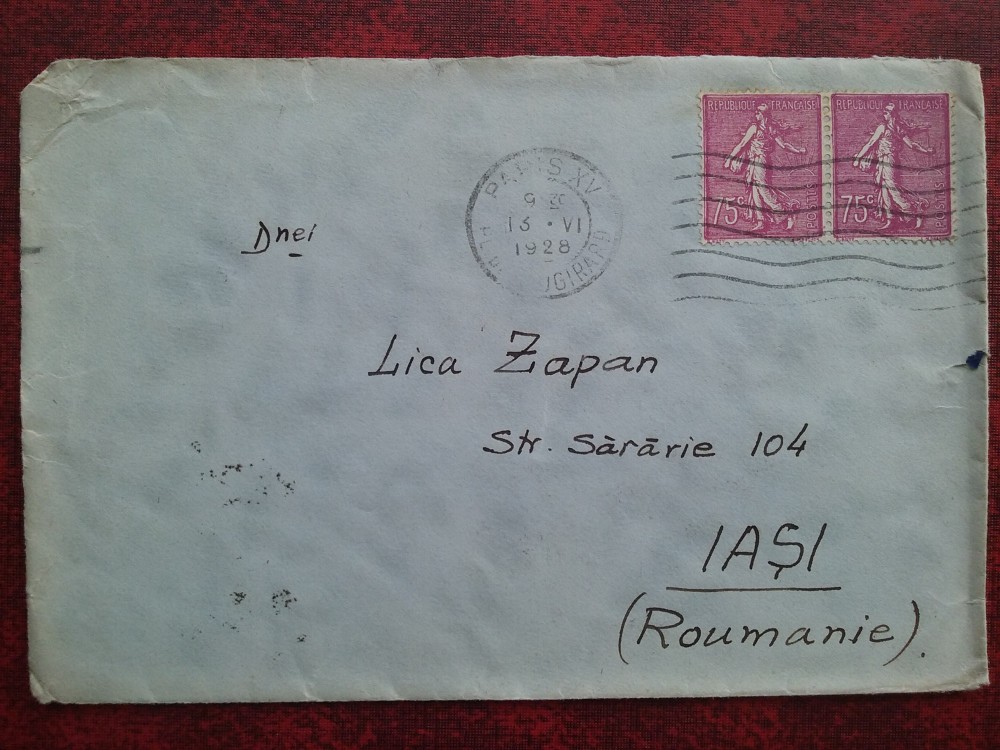 REPUBLIQUE FRANÇAISE REPUBLIQUE FRANÇAISE
75c POSTES 75c POSTES
PARIS XV
9
13 • VI
1928
Dnei
Lica Zapan
Str. Sărărie 104
IAȘI
(Roumanie).